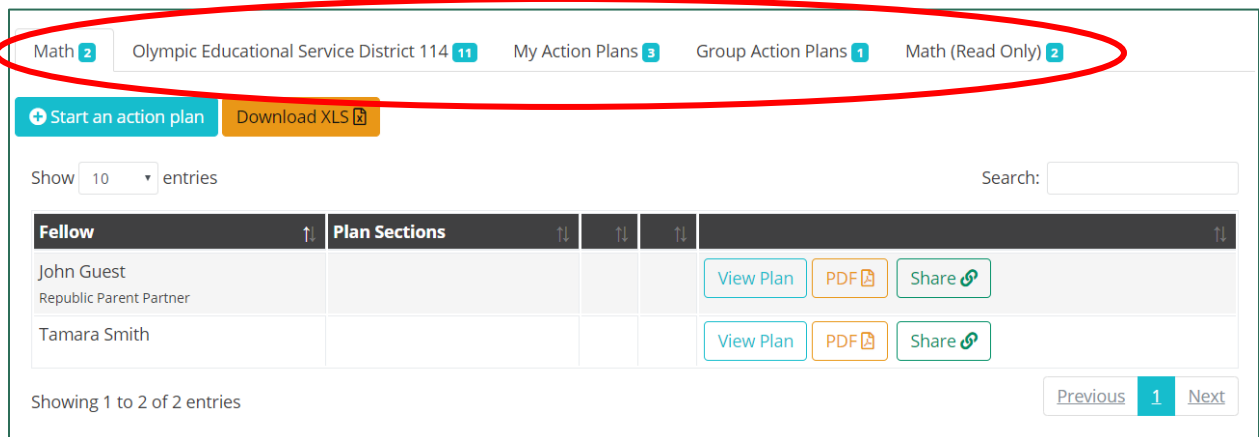 Math 2 Olympic Educational Service District 114 11 My Action Plans 3 Group Action Plans 1 Math (Read Only) 2
Start an action plan Download XLS
Show 10 entries Search:
Fellow Plan Sections
John Guest View Plan PDF Share
Republic Parent Partner
Tamara Smith View Plan PDF Share
Showing 1 to 2 of 2 entries Previous 1 Next